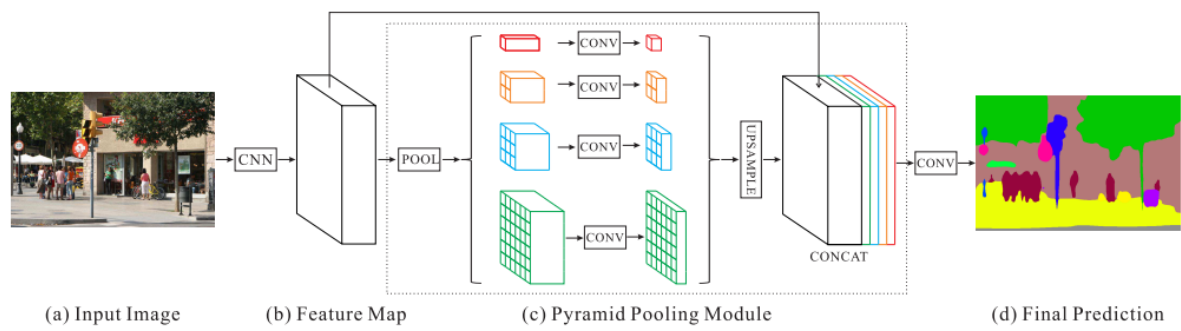 CNN
POOL
CONV
CONV
CONV
CONV
UPSAMPLE
CONCAT
CONV
(a) Input Image
(b) Feature Map
(c) Pyramid Pooling Module
(d) Final Prediction